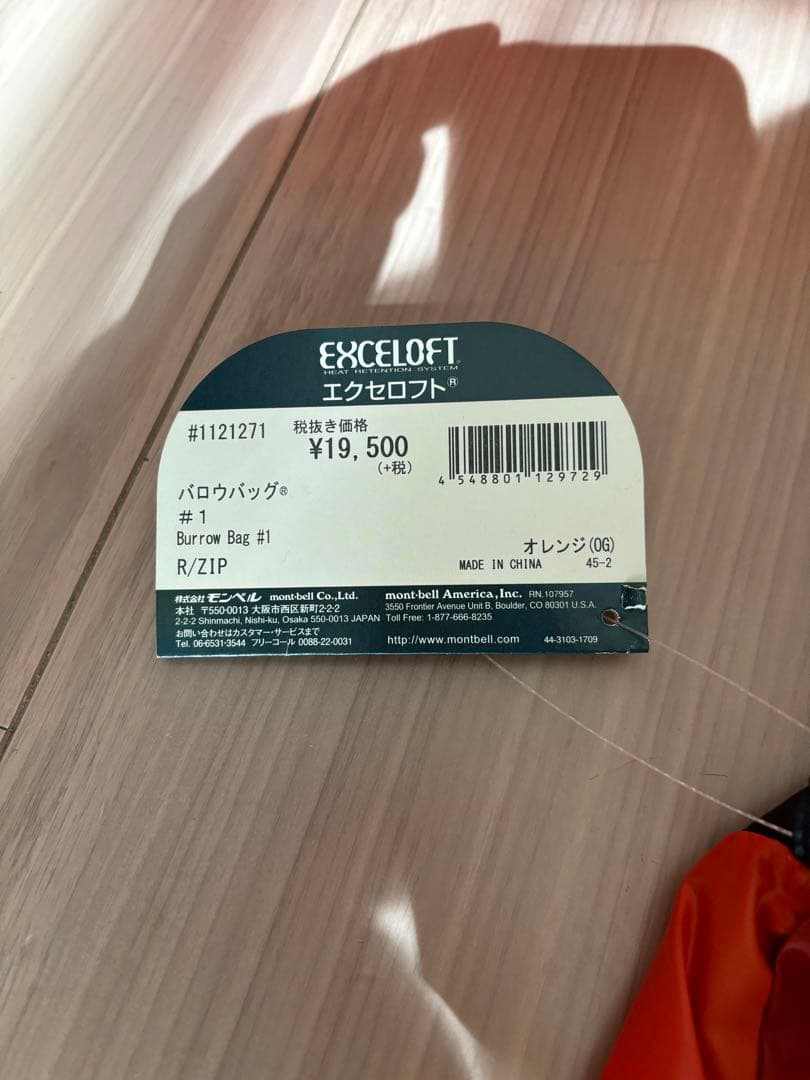 EXCELOFT
HEAT RETENTION SYSTEM
エクセロフト®
#1121271
税抜き価格
¥19,500
(+税)
4 548801 129729
バロウバッグ®
#1
Burrow Bag #1
R/ZIP
オレンジ(OG)
MADE IN CHINA 45-2
株式会社 モンベル mont-bell Co.,Ltd.
本社 〒550-0013 大阪市西区新町2-2-2
2-2-2 Shinmachi, Nishi-ku, Osaka 550-0013 JAPAN
お問い合わせはカスタマー・サービスまで
Tel. 06-6531-3544 フリーコール 0088-22-0031
mont-bell America, Inc. RN.107957
3550 Frontier Avenue Unit B, Boulder, CO 80301 U.S.A.
Toll Free: 1-877-666-8235
http://www.montbell.com 44-3103-1709